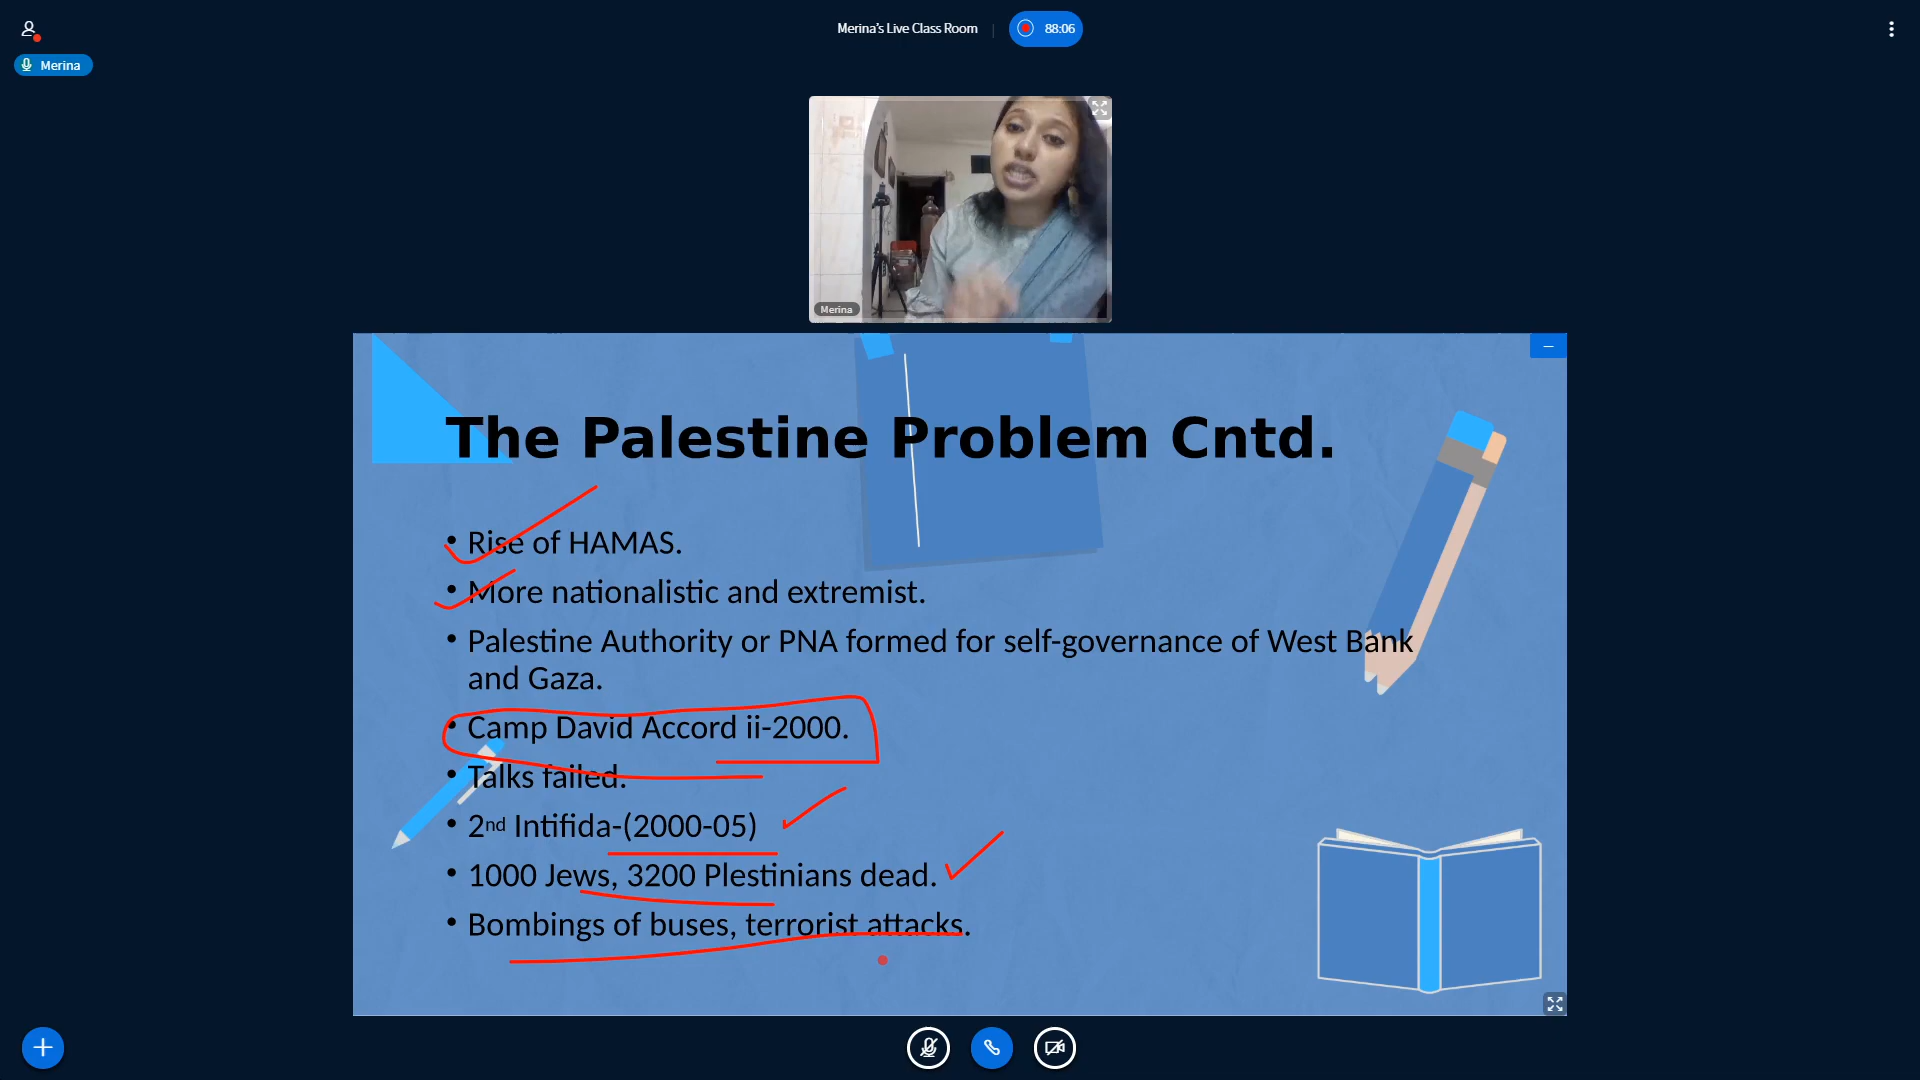 Merina's Live Class Room
88:06
Merina
Merina
The Palestine Problem Cntd.
• Rise of HAMAS.
• More nationalistic and extremist.
• Palestine Authority or PNA formed for self-governance of West Bank
and Gaza.
• Camp David Accord ii-2000.
• Talks failed.
• 2nd Intifida-(2000-05)
• 1000 Jews, 3200 Plestinians dead.
• Bombings of buses, terrorist attacks.